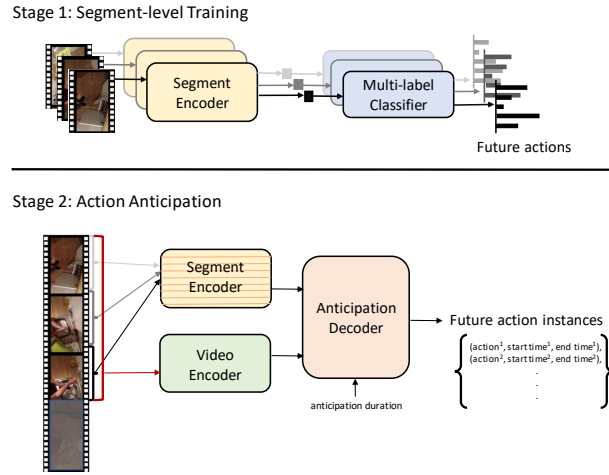 Stage 1: Segment-level Training
Segment
Encoder
Multi-label
Classifier
Future actions
Stage 2: Action Anticipation
Segment
Encoder
Video
Encoder
Anticipation
Decoder
anticipation duration
Future action instances
(action¹, start time¹, end time¹),
(action², start time², end time²),
.
.
.